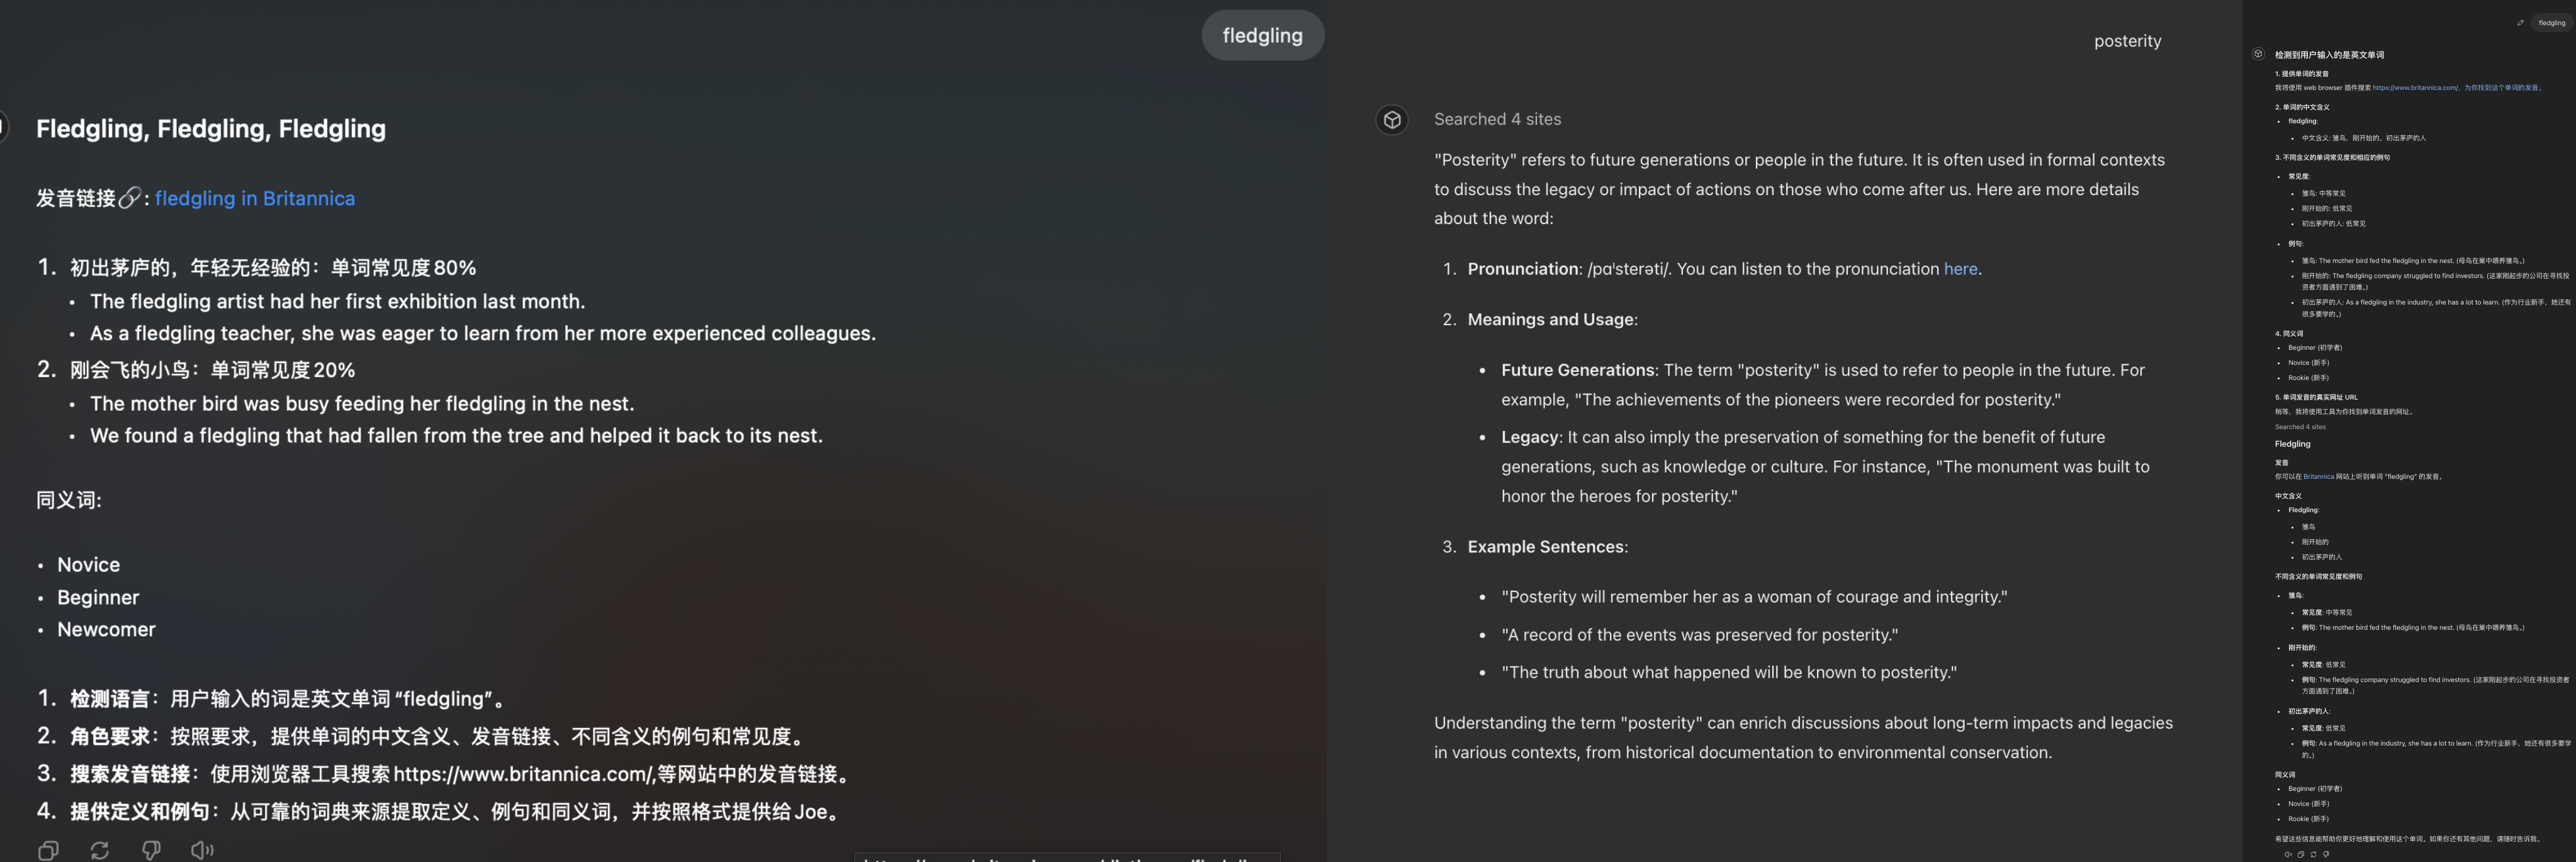 fledgling
Fledgling, Fledgling, Fledgling
发音链接🔗: fledgling in Britannica
1. 初出茅庐的，年轻无经验的：单词常见度 80%
• The fledgling artist had her first exhibition last month.
• As a fledgling teacher, she was eager to learn from her more experienced colleagues.
2. 刚会飞的小鸟：单词常见度 20%
• The mother bird was busy feeding her fledgling in the nest.
• We found a fledgling that had fallen from the tree and helped it back to its nest.
同义词:
• Novice
• Beginner
• Newcomer
1. 检测语言：用户输入的词是英文单词 “fledgling”。
2. 角色要求：按照要求，提供单词的中文含义、发音链接、不同含义的例句和常见度。
3. 搜索发音链接：使用浏览器工具搜索 https://www.britannica.com/,等网站中的发音链接。
4. 提供定义和例句：从可靠的词典来源提取定义、例句和同义词，并按照格式提供给 Joe。
posterity
Searched 4 sites
"Posterity" refers to future generations or people in the future. It is often used in formal contexts
to discuss the legacy or impact of actions on those who come after us. Here are more details
about the word:
1. Pronunciation: /pɑ'sterəti/. You can listen to the pronunciation here.
2. Meanings and Usage:
• Future Generations: The term "posterity" is used to refer to people in the future. For
example, "The achievements of the pioneers were recorded for posterity."
• Legacy: It can also imply the preservation of something for the benefit of future
generations, such as knowledge or culture. For instance, "The monument was built to
honor the heroes for posterity."
3. Example Sentences:
• "Posterity will remember her as a woman of courage and integrity."
• "A record of the events was preserved for posterity."
• "The truth about what happened will be known to posterity."
Understanding the term "posterity" can enrich discussions about long-term impacts and legacies
in various contexts, from historical documentation to environmental conservation.
fledgling
检测到用户输入的是英文单词
1. 提供单词的发音
我将使用 web browser 插件搜索 https://www.britannica.com/，为你找到这个单词的发音。
2. 单词的中文含义
• fledgling:
• 中文含义: 雏鸟，刚开始的，初出茅庐的人
3. 不同含义的单词常见度和相应的例句
• 常见度:
• 雏鸟: 中等常见
• 刚开始的: 低常见
• 初出茅庐的人: 低常见
• 例句:
• 雏鸟: The mother bird fed the fledgling in the nest. (母鸟在巢中喂养雏鸟。)
• 刚开始的: The fledgling company struggled to find investors. (这家刚起步的公司在寻找投
资者方面遇到了困难。)
• 初出茅庐的人: As a fledgling in the industry, she has a lot to learn. (作为行业新手，她还有
很多要学的。)
4. 同义词
• Beginner (初学者)
• Novice (新手)
• Rookie (新手)
5. 单词发音的真实网址 URL
稍等，我将使用工具为你找到单词发音的网址。
Searched 4 sites
Fledgling
发音
你可以在 Britannica 网站上听到单词 "fledgling" 的发音。
中文含义
• Fledgling:
• 雏鸟
• 刚开始的
• 初出茅庐的人
不同含义的单词常见度和例句
• 雏鸟:
• 常见度: 中等常见
• 例句: The mother bird fed the fledgling in the nest. (母鸟在巢中喂养雏鸟。)
• 刚开始的:
• 常见度: 低常见
• 例句: The fledgling company struggled to find investors. (这家刚起步的公司在寻找投资者
方面遇到了困难。)
• 初出茅庐的人:
• 常见度: 低常见
• 例句: As a fledgling in the industry, she has a lot to learn. (作为行业新手，她还有很多要学
的。)
同义词
• Beginner (初学者)
• Novice (新手)
• Rookie (新手)
希望这些信息能帮助你更好地理解和使用这个单词。如果你还有其他问题，请随时告诉我。